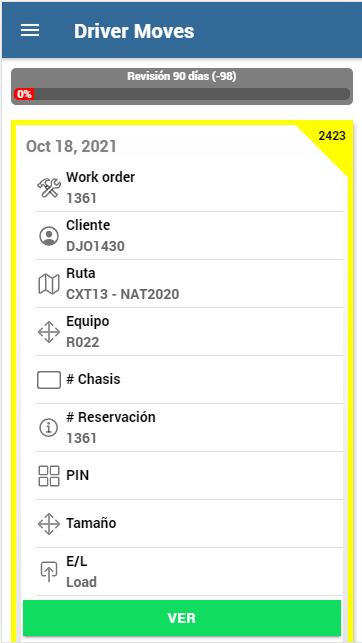 Driver Moves
Revisión 90 días (-98)
0%
2423
Oct 18, 2021
Work order
1361
Cliente
DJO1430
Ruta
CXT13 - NAT2020
Equipo
R022
# Chasis
# Reservación
1361
PIN
Tamaño
E/L
Load
VER